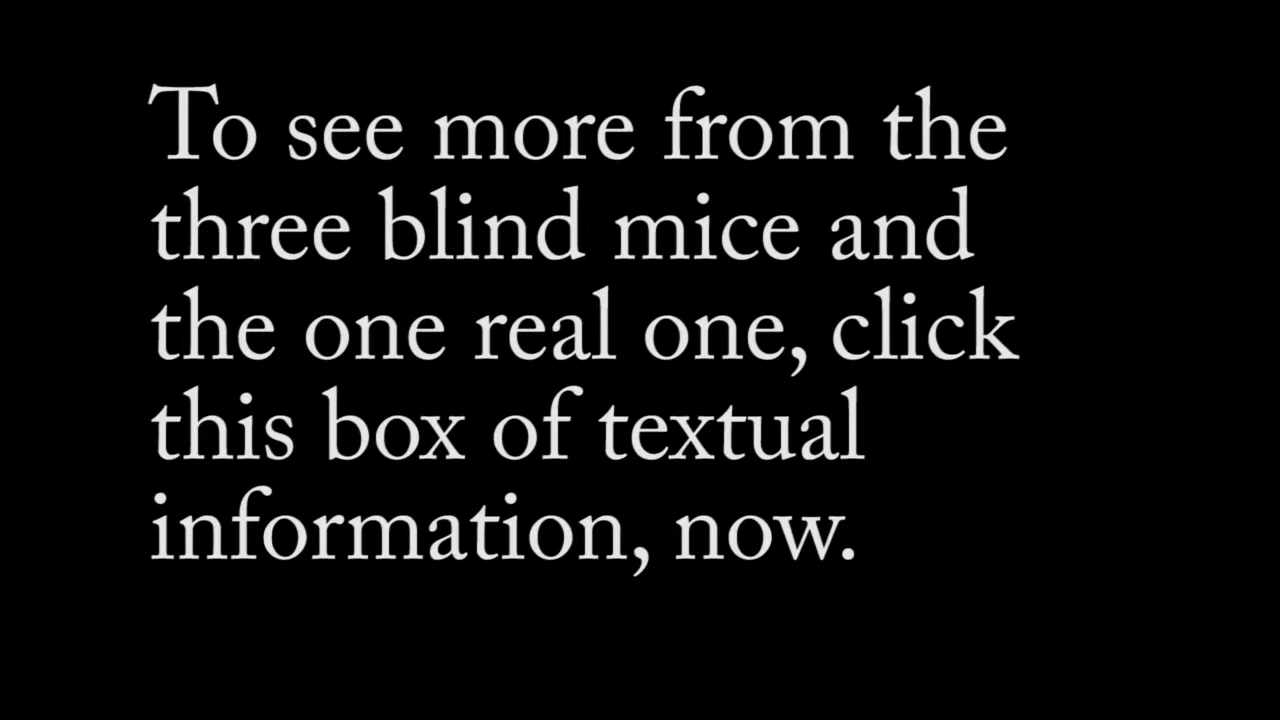 To see more from the
three blind mice and
the one real one, click
this box of textual
information, now.